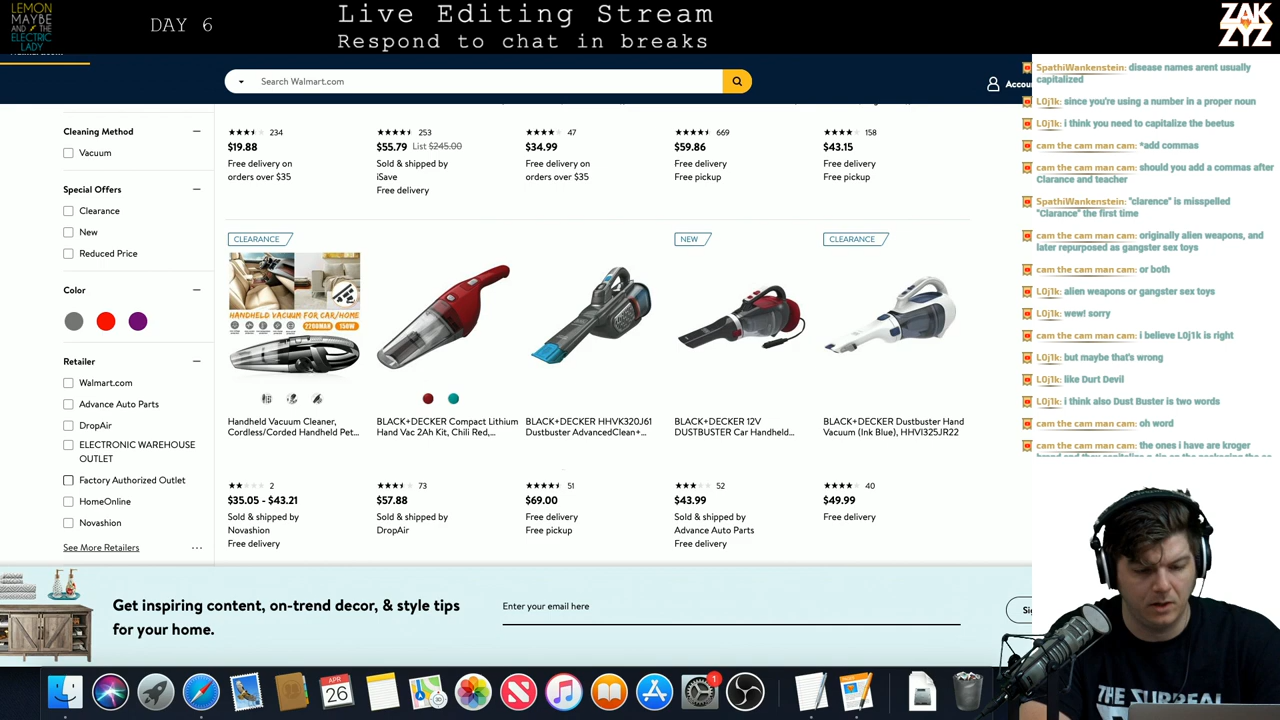 LEMON
MAYBE
AND THE
ELECTRIC
LADY
DAY 6
Live Editing Stream
Respond to chat in breaks
ZAK
ZYZ
Search Walmart.com
Cleaning Method
Vacuum
Special Offers
Clearance
New
Reduced Price
Color
Retailer
Walmart.com
Advance Auto Parts
DropAir
ELECTRONIC WAREHOUSE
OUTLET
Factory Authorized Outlet
HomeOnline
Novashion
See More Retailers
234
$19.88
Free delivery on
orders over $35
253
$55.79 List $245.00
Sold & shipped by
iSave
Free delivery
47
$34.99
Free delivery on
orders over $35
669
$59.86
Free delivery
Free pickup
158
$43.15
Free delivery
Free pickup
CLEARANCE
HANDHELD VACUUM FOR CAR/HOME
150W
Handheld Vacuum Cleaner,
Cordless/Corded Handheld Pet...
2
$35.05 - $43.21
Sold & shipped by
Novashion
Free delivery
BLACK+DECKER Compact Lithium
Hand Vac 2Ah Kit, Chili Red,...
73
$57.88
Sold & shipped by
DropAir
BLACK+DECKER HHVK320J61
Dustbuster AdvancedClean+...
51
$69.00
Free delivery
Free pickup
NEW
BLACK+DECKER 12V
DUSTBUSTER Car Handheld...
52
$43.99
Sold & shipped by
Advance Auto Parts
Free delivery
CLEARANCE
BLACK+DECKER Dustbuster Hand
Vacuum (Ink Blue), HHVI325JR22
40
$49.99
Free delivery
Get inspiring content, on-trend decor, & style tips
for your home.
Enter your email here
SpathiWankenstein: disease names arent usually
capitalized
L0j1k: since you're using a number in a proper noun
L0j1k: i think you need to capitalize the beetus
cam the cam man cam: *add commas
cam the cam man cam: should you add a commas after
Clarance and teacher
SpathiWankenstein: "clarence" is misspelled
"Clarance" the first time
cam the cam man cam: originally alien weapons, and
later repurposed as gangster sex toys
cam the cam man cam: or both
L0j1k: alien weapons or gangster sex toys
L0j1k: wew! sorry
cam the cam man cam: i believe L0j1k is right
L0j1k: but maybe that's wrong
L0j1k: like Durt Devil
L0j1k: i think also Dust Buster is two words
cam the cam man cam: oh word
cam the cam man cam: the ones i have are kroger
APR
26
THE SURREAL